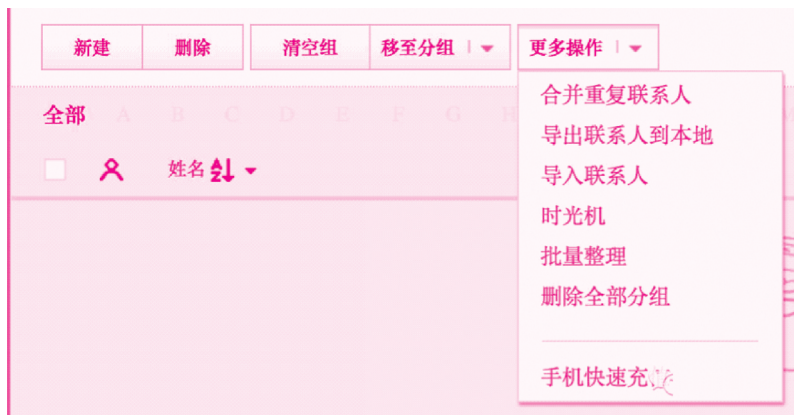 新建 删除 清空组 移至分组 更多操作
合并重复联系人
全部 A B C D E F G H
导出联系人到本地
姓名 导入联系人
时光机
批量整理
删除全部分组
手机快速充